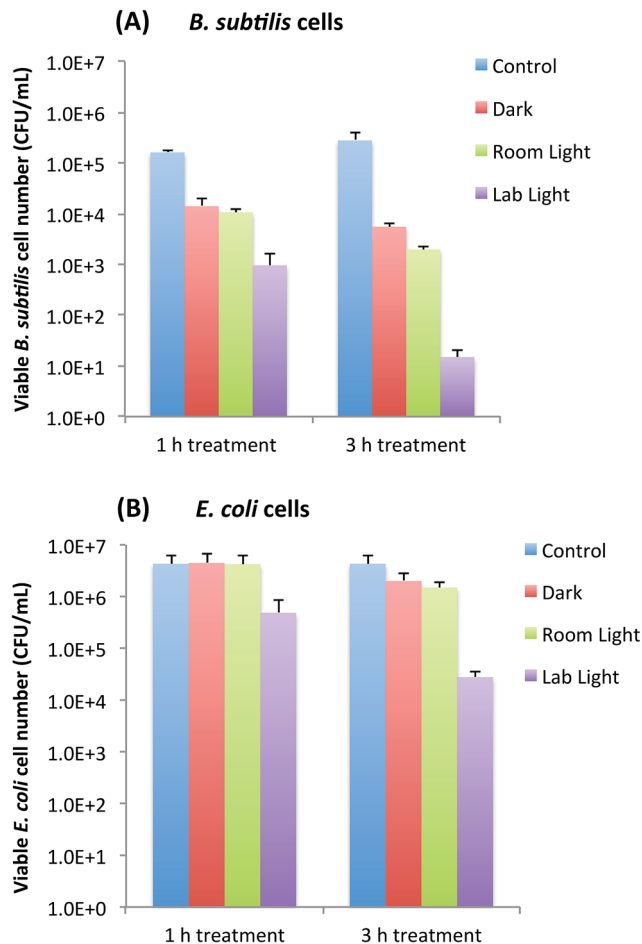 (A) B. subtilis cells
Viable B. subtilis cell number (CFU/mL)
1.0E+7
1.0E+6
1.0E+5
1.0E+4
1.0E+3
1.0E+2
1.0E+1
1.0E+0
1 h treatment 3 h treatment
Control
Dark
Room Light
Lab Light
(B) E. coli cells
Viable E. coli cell number (CFU/mL)
1.0E+7
1.0E+6
1.0E+5
1.0E+4
1.0E+3
1.0E+2
1.0E+1
1.0E+0
1 h treatment 3 h treatment
Control
Dark
Room Light
Lab Light